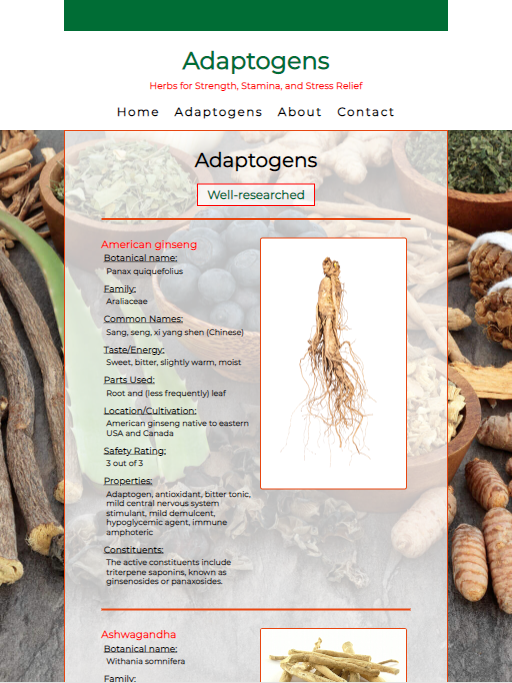 Adaptogens
Herbs for Strength, Stamina, and Stress Relief
Home Adaptogens About Contact
Adaptogens
Well-researched
American ginseng
Botanical name:
Panax quiquefolius
Family:
Araliaceae
Common Names:
Sang, seng, xi yang shen (Chinese)
Taste/Energy:
Sweet, bitter, slightly warm, moist
Parts Used:
Root and (less frequently) leaf
Location/Cultivation:
American ginseng native to eastern
USA and Canada
Safety Rating:
3 out of 3
Properties:
Adaptogen, antioxidant, bitter tonic,
mild central nervous system
stimulant, mild demulcent,
hypoglycemic agent, immune
amphoteric
Constituents:
The active constituents include
triterpene saponins, known as
ginsenosides or panaxosides.
Ashwagandha
Botanical name:
Withania somnifera
Family: